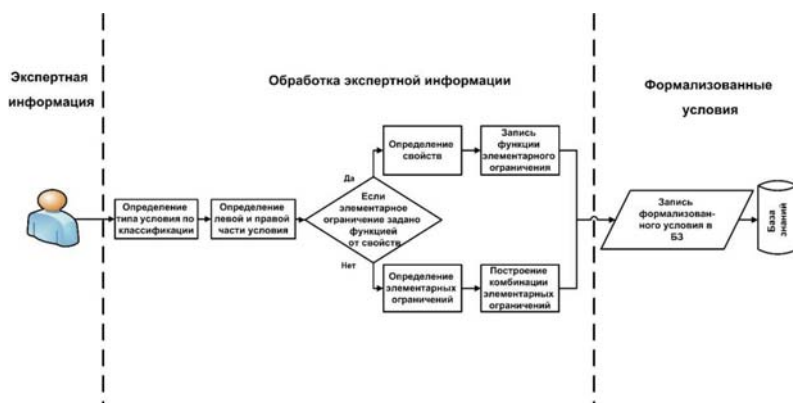 Экспертная
информация
Обработка экспертной информации
Формализованные
условия
Определение
типа условия по
классификации
Определение
левой и правой
части условия
Если
элементарное
ограничение задано
функцией
от свойств
Да
Определение
свойств
Запись
функции
элементарного
ограничения
Нет
Определение
элементарных
ограничений
Построение
комбинации
элементарных
ограничений
Запись
формализован-
ного условия в
БЗ
База
знаний